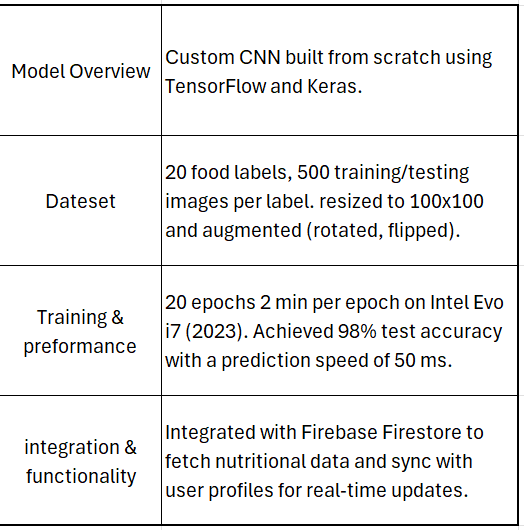 Model Overview
Custom CNN built from scratch using
TensorFlow and Keras.
Dateset
20 food labels, 500 training/testing
images per label. resized to 100x100
and augmented (rotated, flipped).
Training &
preformance
20 epochs 2 min per epoch on Intel Evo
i7 (2023). Achieved 98% test accuracy
with a prediction speed of 50 ms.
integration &
functionality
Integrated with Firebase Firestore to
fetch nutritional data and sync with
user profiles for real-time updates.